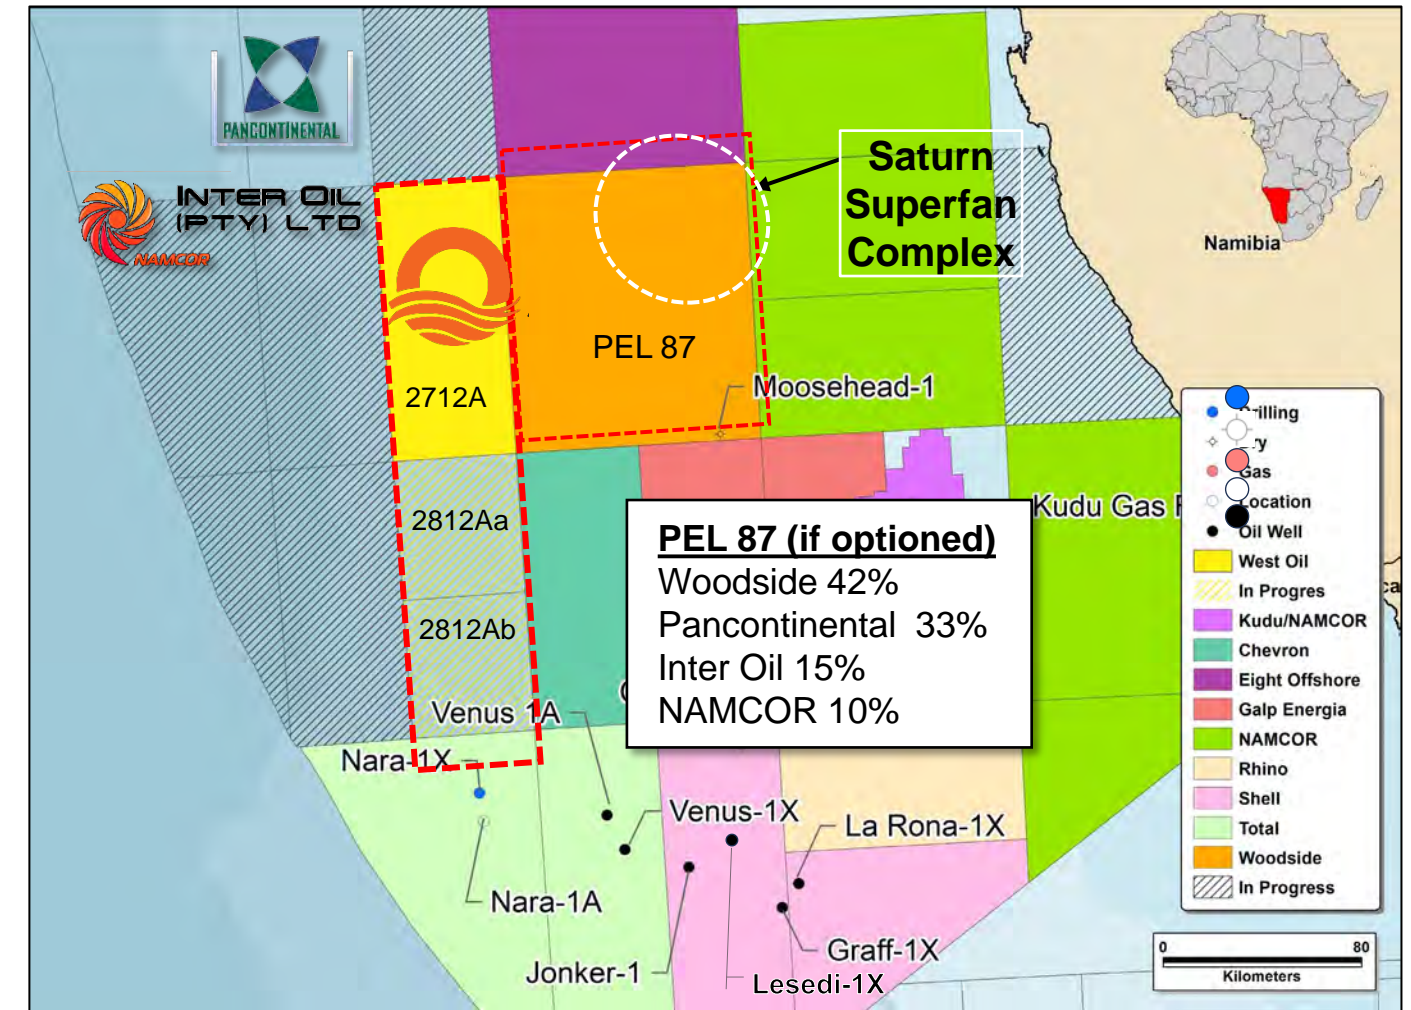 PANCONTINENTAL
INTER OIL
(PTY) LTD
NAMCOR
Saturn
Superfan
Complex
Namibia
PEL 87
2712A
Moosehead-1
2812Aa
2812Ab
Kudu Gas
PEL 87 (if optioned)
Woodside 42%
Pancontinental 33%
Inter Oil 15%
NAMCOR 10%
Venus 1A
Nara-1X
Venus-1X
La Rona-1X
Nara-1A
Graff-1X
Jonker-1
Lesedi-1X
Drilling
Gas
Location
Oil Well
West Oil
In Progres
Kudu/NAMCOR
Chevron
Eight Offshore
Galp Energia
NAMCOR
Rhino
Shell
Total
Woodside
In Progress
0 80
Kilometers